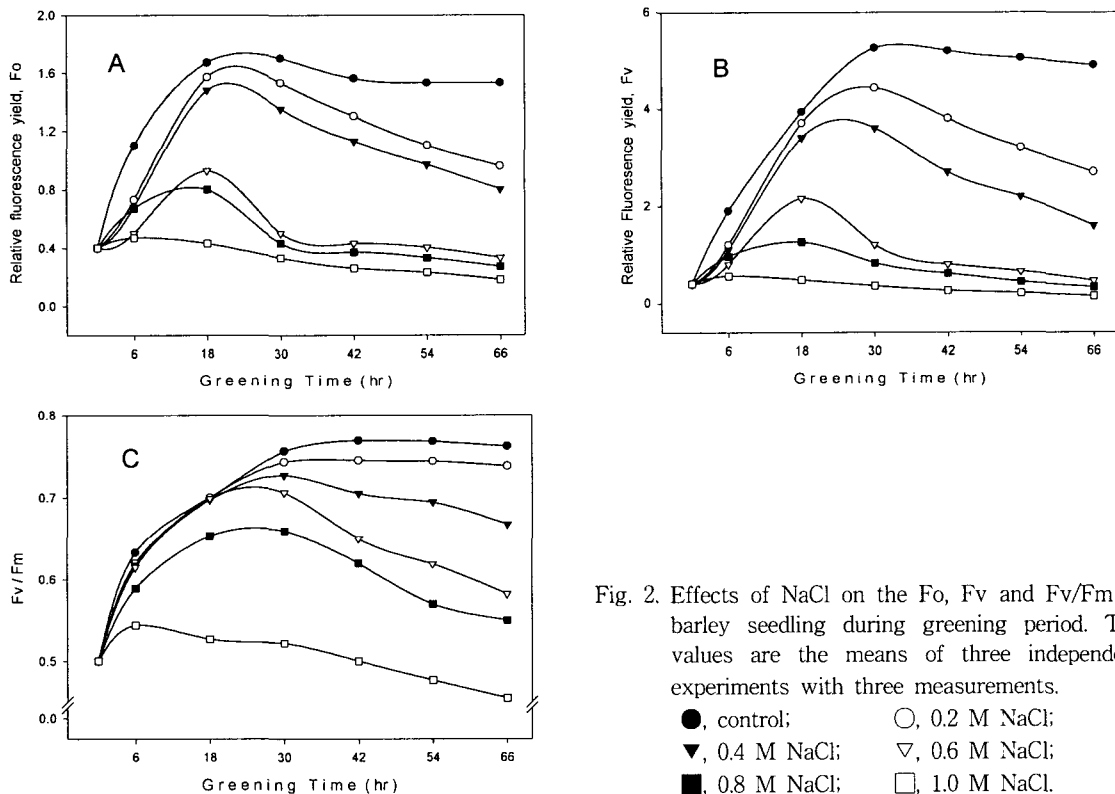 2.0
1.6
1.2
0.8
0.4
0.0
Relative fluorescence yield, Fo
A
6 18 30 42 54 66
Greening Time (hr)
6
4
2
0
Relative Fluoresence yield, Fv
B
6 18 30 42 54 66
Greening Time (hr)
0.8
0.7
0.6
0.5
0.0
Fv/Fm
C
6 18 30 42 54 66
Greening Time (hr)
Fig. 2. Effects of NaCl on the Fo, Fv and Fv/Fm
barley seedling during greening period. T
values are the means of three independe
experiments with three measurements.
●, control; ○, 0.2 M NaCl;
▼, 0.4 M NaCl; ▽, 0.6 M NaCl;
■, 0.8 M NaCl; □, 1.0 M NaCl.